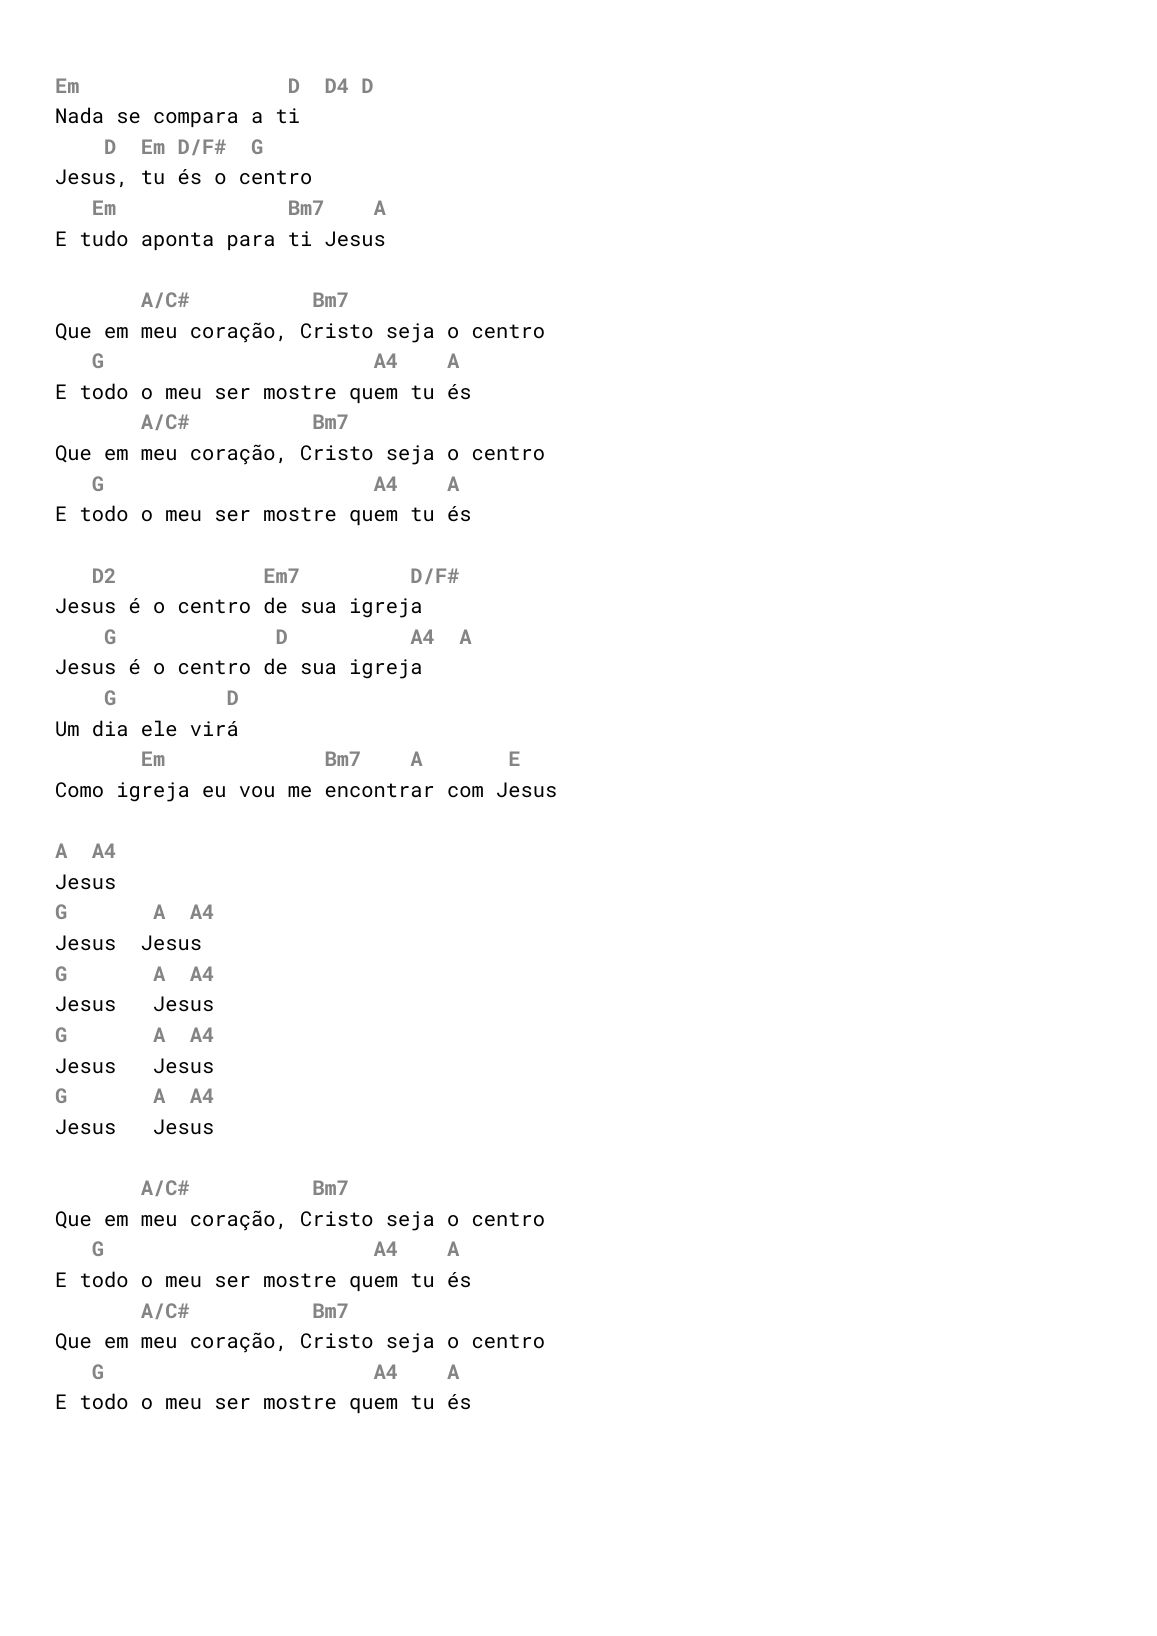 Em                 D  D4 D
Nada se compara a ti
    D  Em D/F#  G
Jesus, tu és o centro
   Em              Bm7    A
E tudo aponta para ti Jesus

       A/C#          Bm7
Que em meu coração, Cristo seja o centro
   G                      A4    A
E todo o meu ser mostre quem tu és
       A/C#          Bm7
Que em meu coração, Cristo seja o centro
   G                      A4    A
E todo o meu ser mostre quem tu és

   D2            Em7         D/F#
Jesus é o centro de sua igreja
    G             D          A4  A
Jesus é o centro de sua igreja
    G         D
Um dia ele virá
       Em             Bm7    A       E
Como igreja eu vou me encontrar com Jesus

A  A4
Jesus
G       A  A4
Jesus  Jesus
G       A  A4
Jesus   Jesus
G       A  A4
Jesus   Jesus
G       A  A4
Jesus   Jesus

       A/C#          Bm7
Que em meu coração, Cristo seja o centro
   G                      A4    A
E todo o meu ser mostre quem tu és
       A/C#          Bm7
Que em meu coração, Cristo seja o centro
   G                      A4    A
E todo o meu ser mostre quem tu és